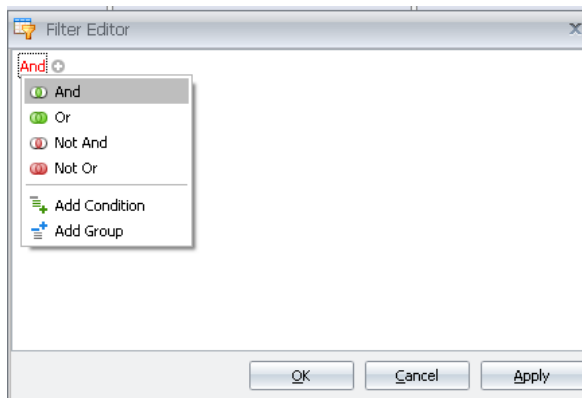 Filter Editor
And
And
Or
Not And
Not Or
Add Condition
Add Group
OK
Cancel
Apply